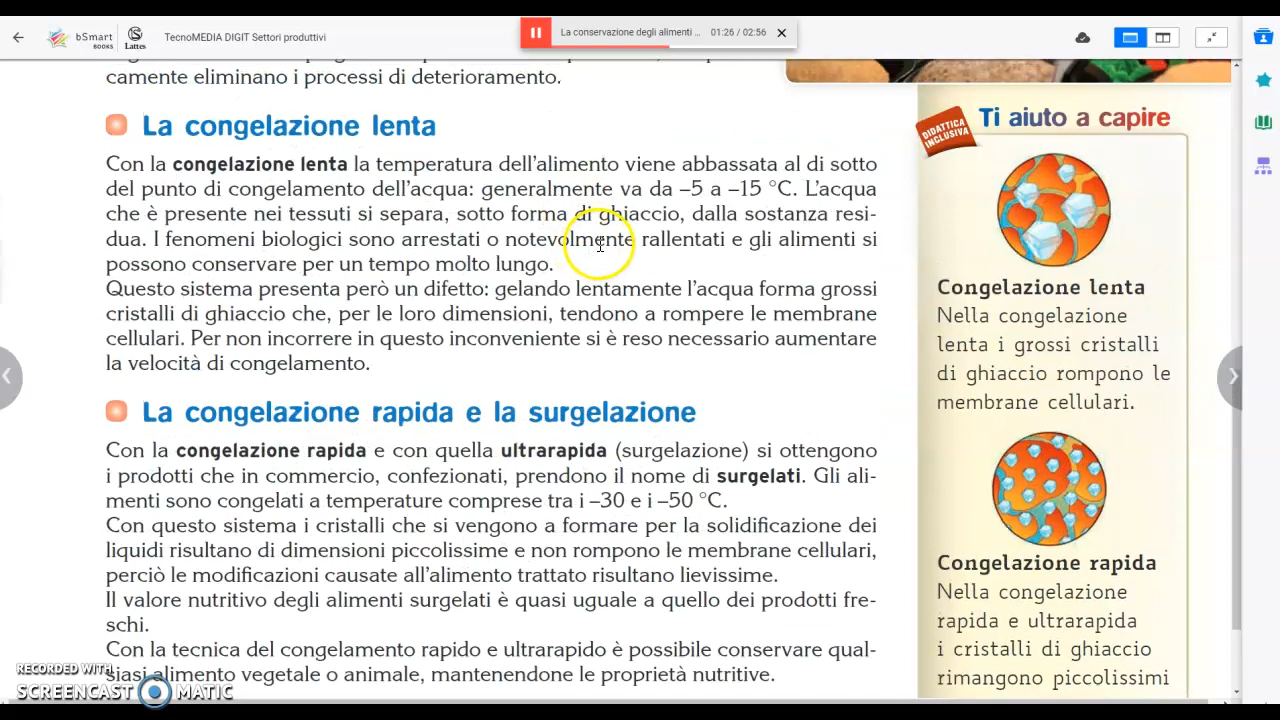 bSmart BOOKS
Lattes
TecnoMEDIA DIGIT Settori produttivi
La conservazione degli alimenti ...
01:26 / 02:56
camente eliminano i processi di deterioramento.
La congelazione lenta
Con la congelazione lenta la temperatura dell'alimento viene abbassata al di sotto
del punto di congelamento dell'acqua: generalmente va da –5 a –15 °C. L'acqua
che è presente nei tessuti si separa, sotto forma di ghiaccio, dalla sostanza resi-
dua. I fenomeni biologici sono arrestati o notevolmente rallentati e gli alimenti si
possono conservare per un tempo molto lungo.
Questo sistema presenta però un difetto: gelando lentamente l'acqua forma grossi
cristalli di ghiaccio che, per le loro dimensioni, tendono a rompere le membrane
cellulari. Per non incorrere in questo inconveniente si è reso necessario aumentare
la velocità di congelamento.
La congelazione rapida e la surgelazione
Con la congelazione rapida e con quella ultrarapida (surgelazione) si ottengono
i prodotti che in commercio, confezionati, prendono il nome di surgelati. Gli ali-
menti sono congelati a temperature comprese tra i –30 e i –50 °C.
Con questo sistema i cristalli che si vengono a formare per la solidificazione dei
liquidi risultano di dimensioni piccolissime e non rompono le membrane cellulari,
perciò le modificazioni causate all'alimento trattato risultano lievissime.
Il valore nutritivo degli alimenti surgelati è quasi uguale a quello dei prodotti fre-
schi.
Con la tecnica del congelamento rapido e ultrarapido è possibile conservare qual-
siasi alimento vegetale o animale, mantenendone le proprietà nutritive.
DIDATTICA INCLUSIVA
Ti aiuto a capire
Congelazione lenta
Nella congelazione
lenta i grossi cristalli
di ghiaccio rompono le
membrane cellulari.
Congelazione rapida
Nella congelazione
rapida e ultrarapida
i cristalli di ghiaccio
rimangono piccolissimi
RECORDED WITH
SCREENCAST MATIC